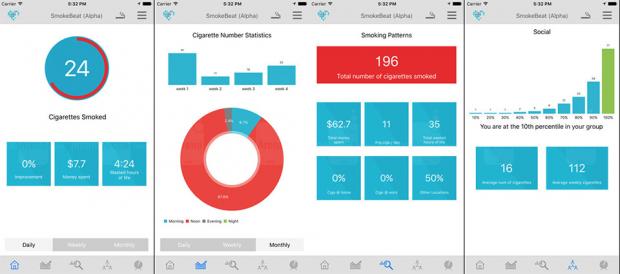 Carrier
5:32 PM
SmokeBeat (Alpha)
24
Cigarettes Smoked
0%
Improvement
$7.7
Money spent
4:24
Wasted hours
of life
Daily
Weekly
Monthly
Carrier
5:32 PM
SmokeBeat (Alpha)
Cigarette Number Statistics
week 1
week 2
week 3
week 4
Morning
Noon
Evening
Night
Daily
Weekly
Monthly
Carrier
5:32 PM
SmokeBeat (Alpha)
Smoking Patterns
196
Total number of cigarettes smoked
$62.7
Total money
spent
11
35
Total wasted
hours of life
0%
Cigs @ home
0%
Cigs @ work
50%
Other Locations
Carrier
5:32 PM
SmokeBeat (Alpha)
Social
10%
20%
30%
40%
50%
60%
70%
80%
90%
100%
You are at the 10th percentile in your group
16
Average num of cigarettes
112
Average weekly cigarettes